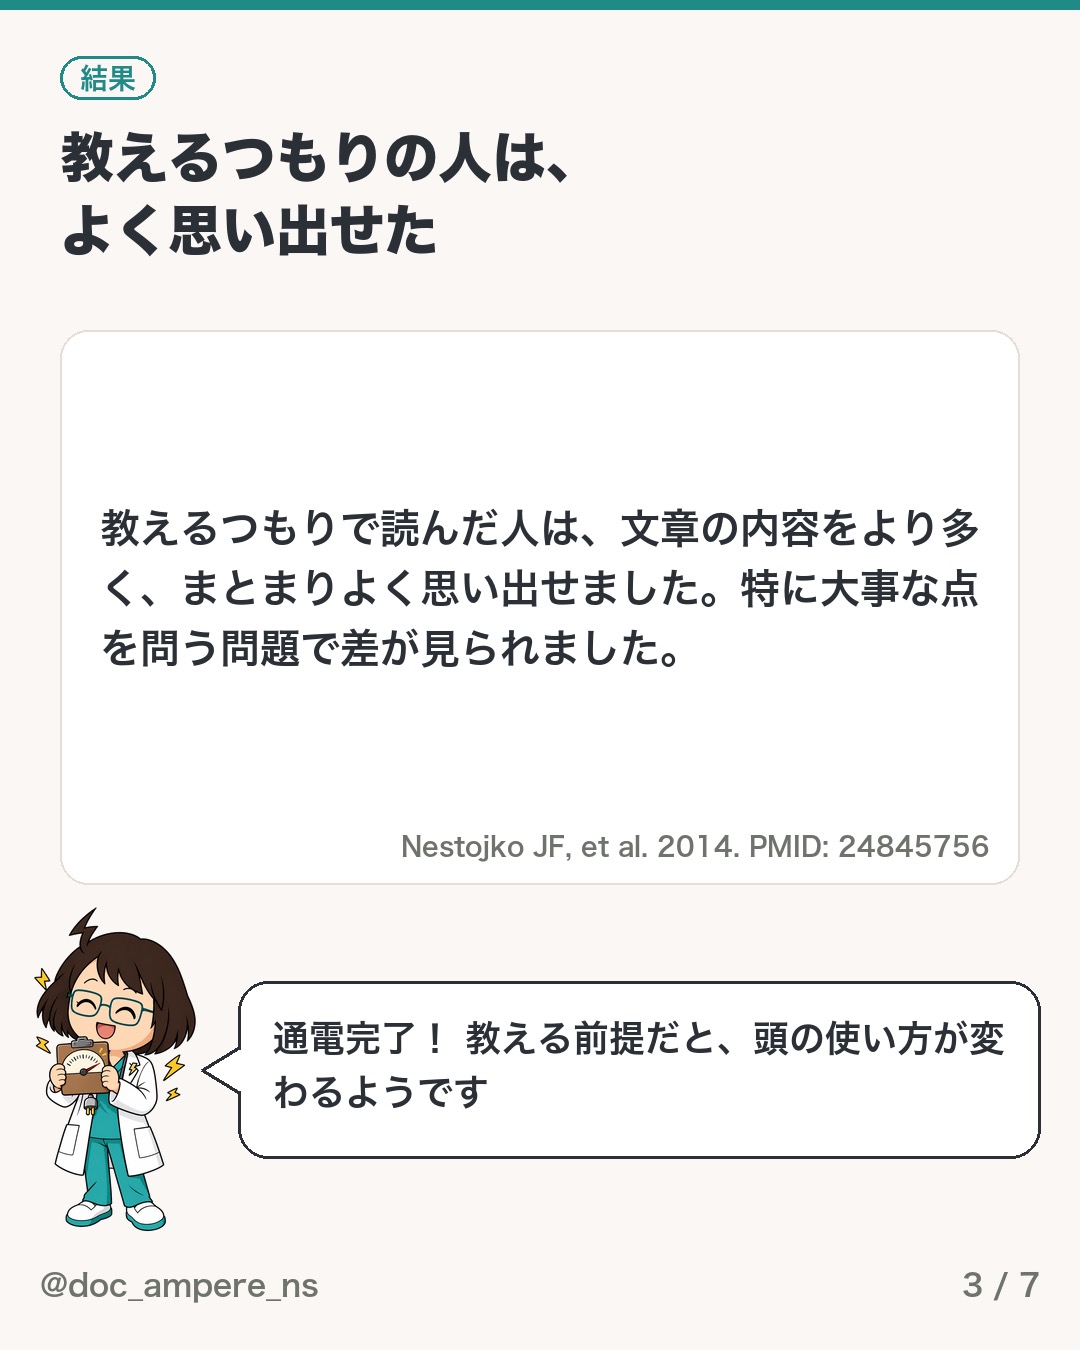 結果
教えるつもりの人は、
よく思い出せた
教えるつもりで読んだ人は、文章の内容をより多
く、まとまりよく思い出せました。特に大事な点
を問う問題で差が見られました。
Nestojko JF, et al. 2014. PMID: 24845756
通電完了！ 教える前提だと、頭の使い方が変
わるようです
@doc_ampere_ns
3 / 7